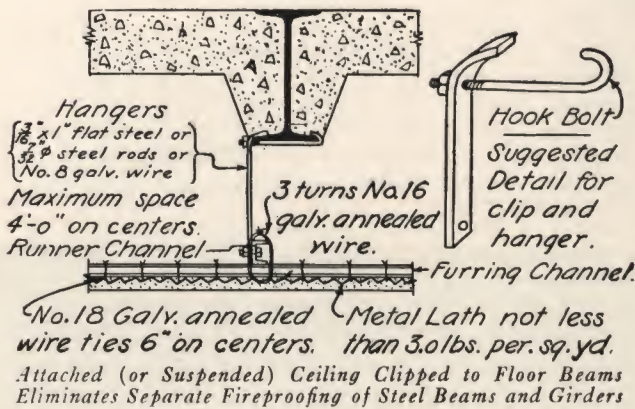 Hangers
3/16" x 1" flat steel or
7/32" φ steel rods or
No. 8 galv. wire
Maximum space
4'-0" on centers.
Runner Channel
3 turns No. 16
galv. annealed
wire.
Hook Bolt
Suggested
Detail for
clip and
hanger.
Furring Channel.
No. 18 Galv. annealed
wire ties 6" on centers.
Metal Lath not less
than 3.0 lbs. per. sq. yd.
Attached (or Suspended) Ceiling Clipped to Floor Beams
Eliminates Separate Fireproofing of Steel Beams and Girders